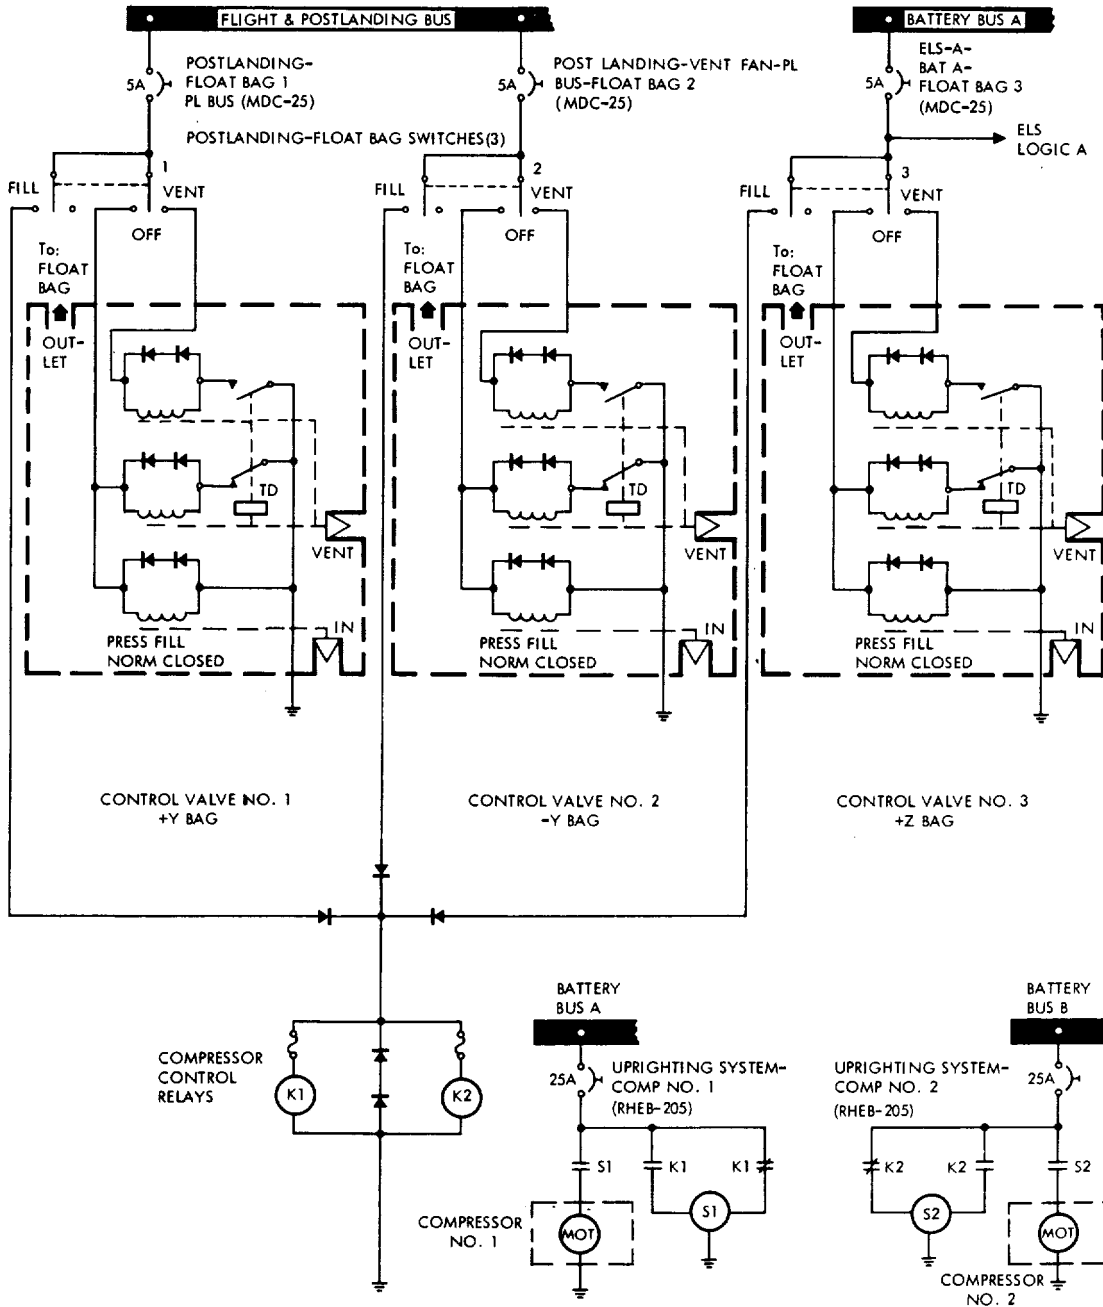 FLIGHT & POSTLANDING BUS
BATTERY BUS A
5A
POSTLANDING-
FLOAT BAG 1
PL BUS (MDC-25)
5A
POST LANDING-VENT FAN-PL
BUS-FLOAT BAG 2
(MDC-25)
5A
ELS-A-
BAT A-
FLOAT BAG 3
(MDC-25)
POSTLANDING-FLOAT BAG SWITCHES(3)
ELS
LOGIC A
FILL
1
VENT
OFF
FILL
2
VENT
OFF
FILL
3
VENT
OFF
To:
FLOAT
BAG
To:
FLOAT
BAG
To:
FLOAT
BAG
OUT-
LET
OUT-
LET
OUT-
LET
TD
TD
TD
VENT
VENT
VENT
IN
IN
IN
PRESS FILL
NORM CLOSED
PRESS FILL
NORM CLOSED
PRESS FILL
NORM CLOSED
CONTROL VALVE NO. 1
+Y BAG
CONTROL VALVE NO. 2
-Y BAG
CONTROL VALVE NO. 3
+Z BAG
COMPRESSOR
CONTROL
RELAYS
K1
K2
BATTERY
BUS A
25A
UPRIGHTING SYSTEM-
COMP NO. 1
(RHEB-205)
S1
K1
K1
S1
MOT
COMPRESSOR
NO. 1
BATTERY
BUS B
UPRIGHTING SYSTEM-
COMP NO. 2
(RHEB-205)
25A
K2
K2
S2
S2
MOT
COMPRESSOR
NO. 2